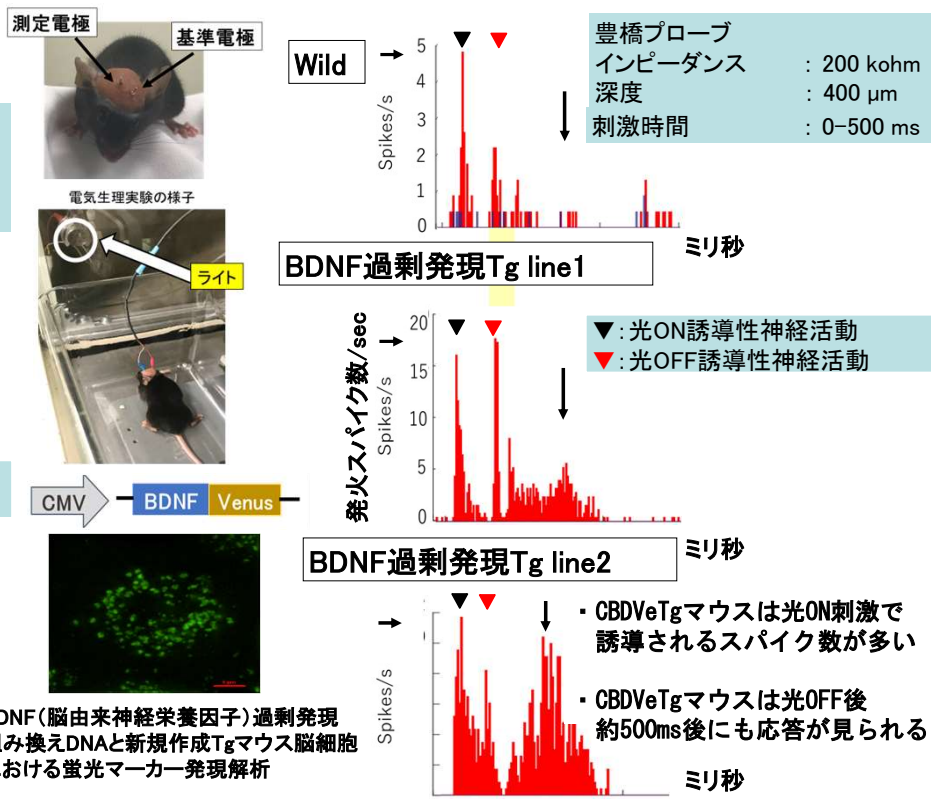 測定電極
基準電極
電気生理実験の様子
ライト
CMV
BDNF
Venus
DNF(脳由来神経栄養因子)過剰発現
み換えDNAと新規作成Tgマウス脳細胞
おける蛍光マーカー発現解析
Wild
5
4
3
2
1
0
Spikes/s
ミリ秒
豊橋プローブ
インピーダンス : 200 kohm
深度 : 400 μm
刺激時間 : 0-500 ms
BDNF過剰発現Tg line1
発火スパイク数/sec
Spikes/s
20
15
10
5
0
ミリ秒
▼:光ON誘導性神経活動
▼:光OFF誘導性神経活動
BDNF過剰発現Tg line2
Spikes/s
ミリ秒
・CBDVeTgマウスは光ON刺激で
誘導されるスパイク数が多い
・CBDVeTgマウスは光OFF後
約500ms後にも応答が見られる